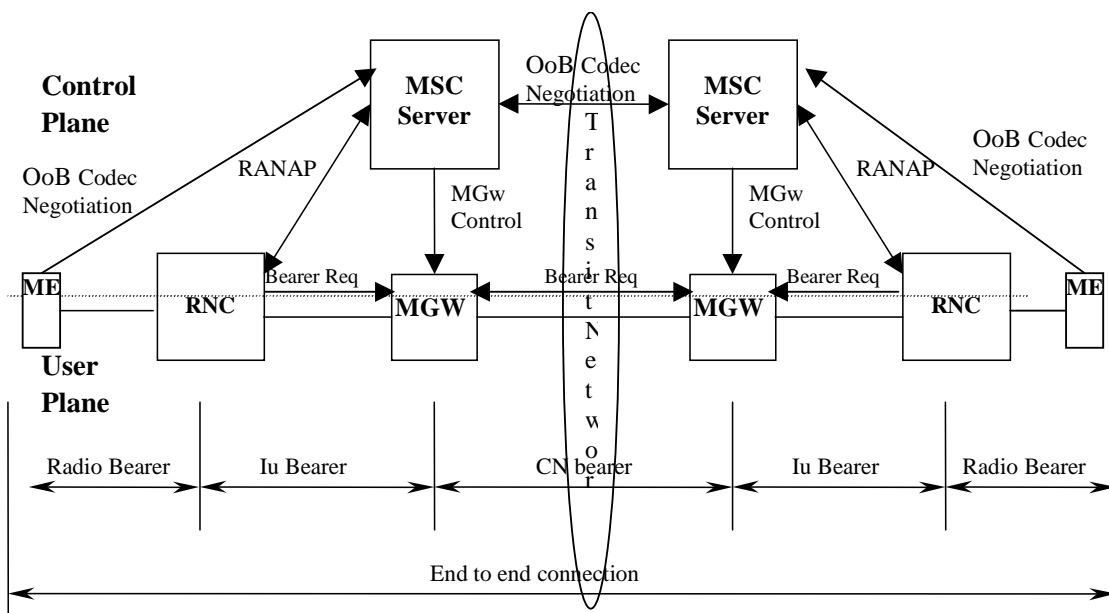 Control
Plane
MSC
Server
OoB Codec
Negotiation
MSC
Server
OoB Codec
Negotiation
RANAP
MGw
Control
Transit Networ
MGw
Control
RANAP
OoB Codec
Negotiation
ME
RNC
Bearer Req
MGW
Bearer Req
MGW
Bearer Req
RNC
ME
User
Plane
Radio Bearer
Iu Bearer
CN bearer
Iu Bearer
Radio Bearer
End to end connection